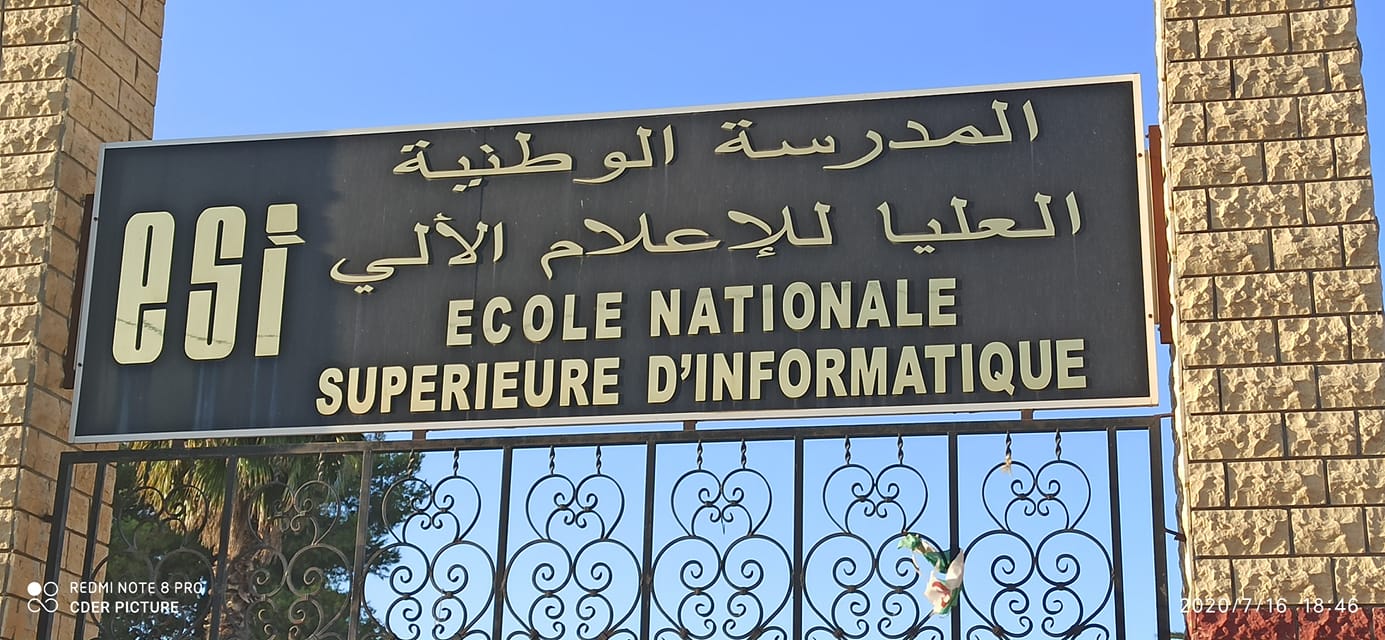 المدرسة الوطنية
العليا للإعلام الألي
esi
ECOLE NATIONALE
SUPERIEURE D'INFORMATIQUE
REDMI NOTE 8 PRO
CDER PICTURE
2020/7/16 18:46